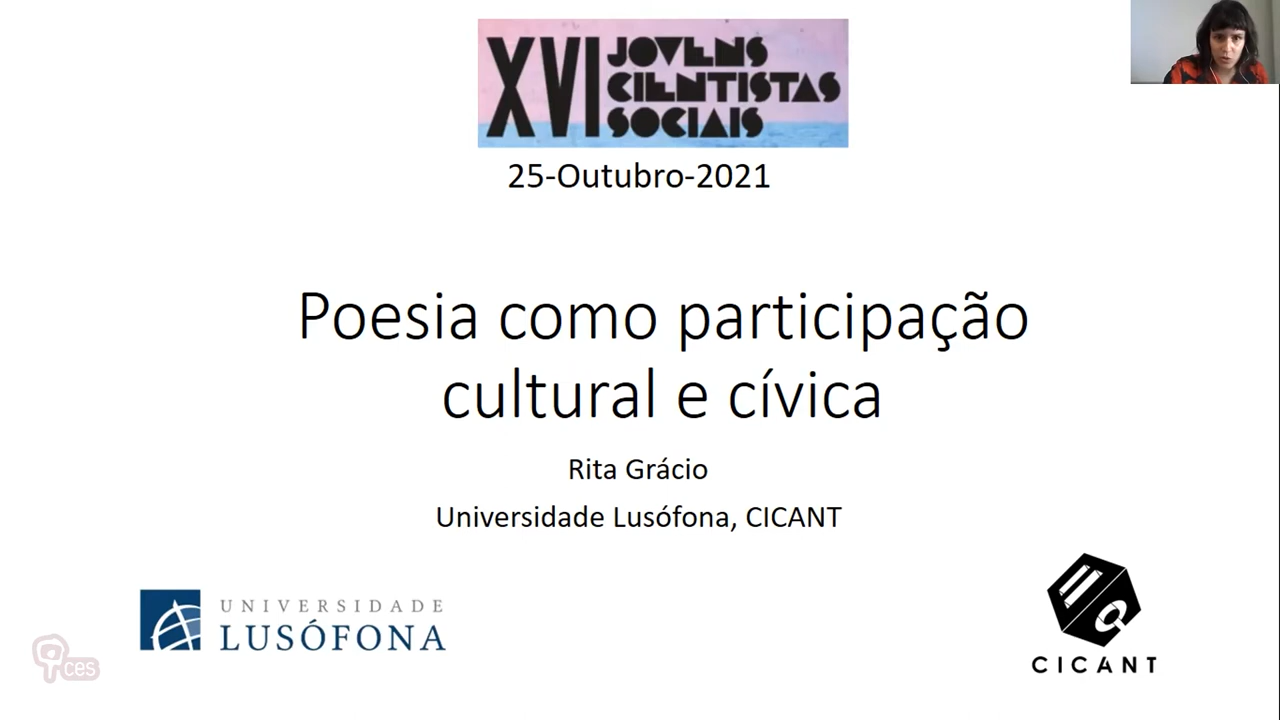 XVI JOVENS
CIENTISTAS
SOCIAIS
25-Outubro-2021
Poesia como participação
cultural e cívica
Rita Grácio
Universidade Lusófona, CICANT
UNIVERSIDADE
LUSÓFONA
ces
CICANT